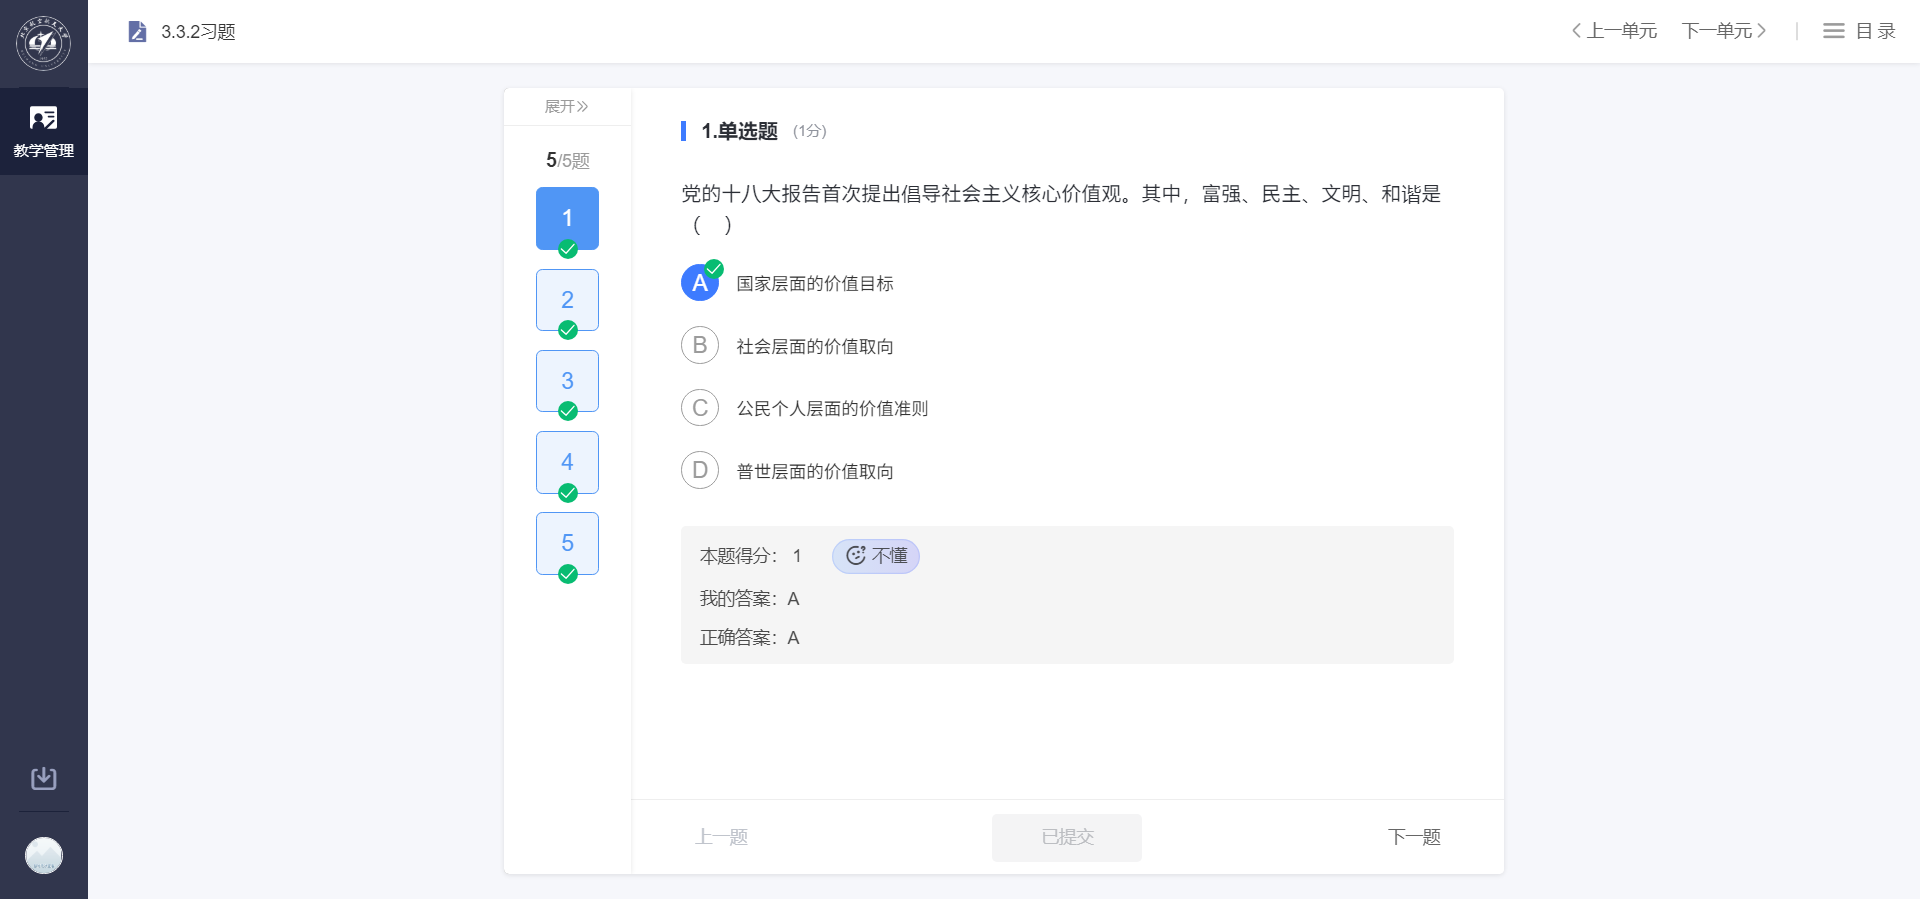 3.3.2习题
上一单元
下一单元
目录
教学管理
展开
5/5题
1
2
3
4
5
1.单选题 (1分)
党的十八大报告首次提出倡导社会主义核心价值观。其中，富强、民主、文明、和谐是
（ ）
A 国家层面的价值目标
B 社会层面的价值取向
C 公民个人层面的价值准则
D 普世层面的价值取向
本题得分： 1 不懂
我的答案：A
正确答案：A
上一题
已提交
下一题